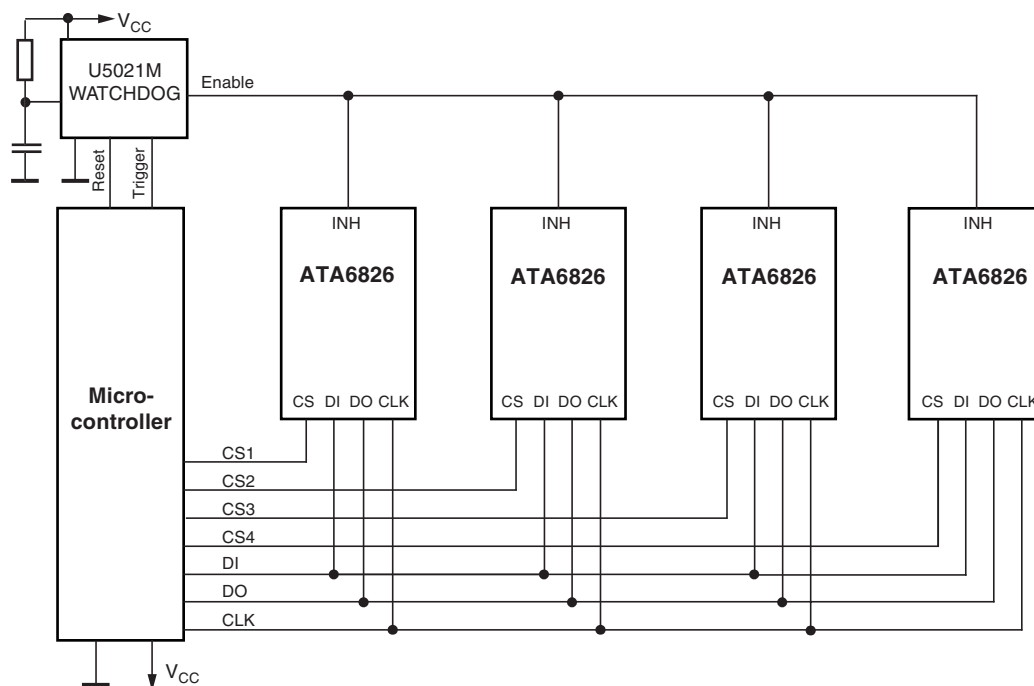 VCC
U5021M
WATCHDOG
Enable
Reset
Trigger
INH
INH
INH
INH
ATA6826
ATA6826
ATA6826
ATA6826
Micro-
controller
CS DI DO CLK
CS DI DO CLK
CS DI DO CLK
CS DI DO CLK
CS1
CS2
CS3
CS4
DI
DO
CLK
VCC